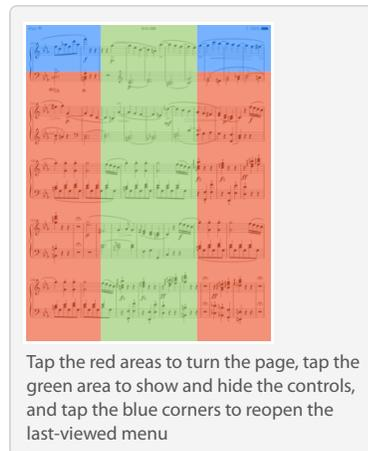 Tap the red areas to turn the page, tap the
green area to show and hide the controls,
and tap the blue corners to reopen the
last-viewed menu